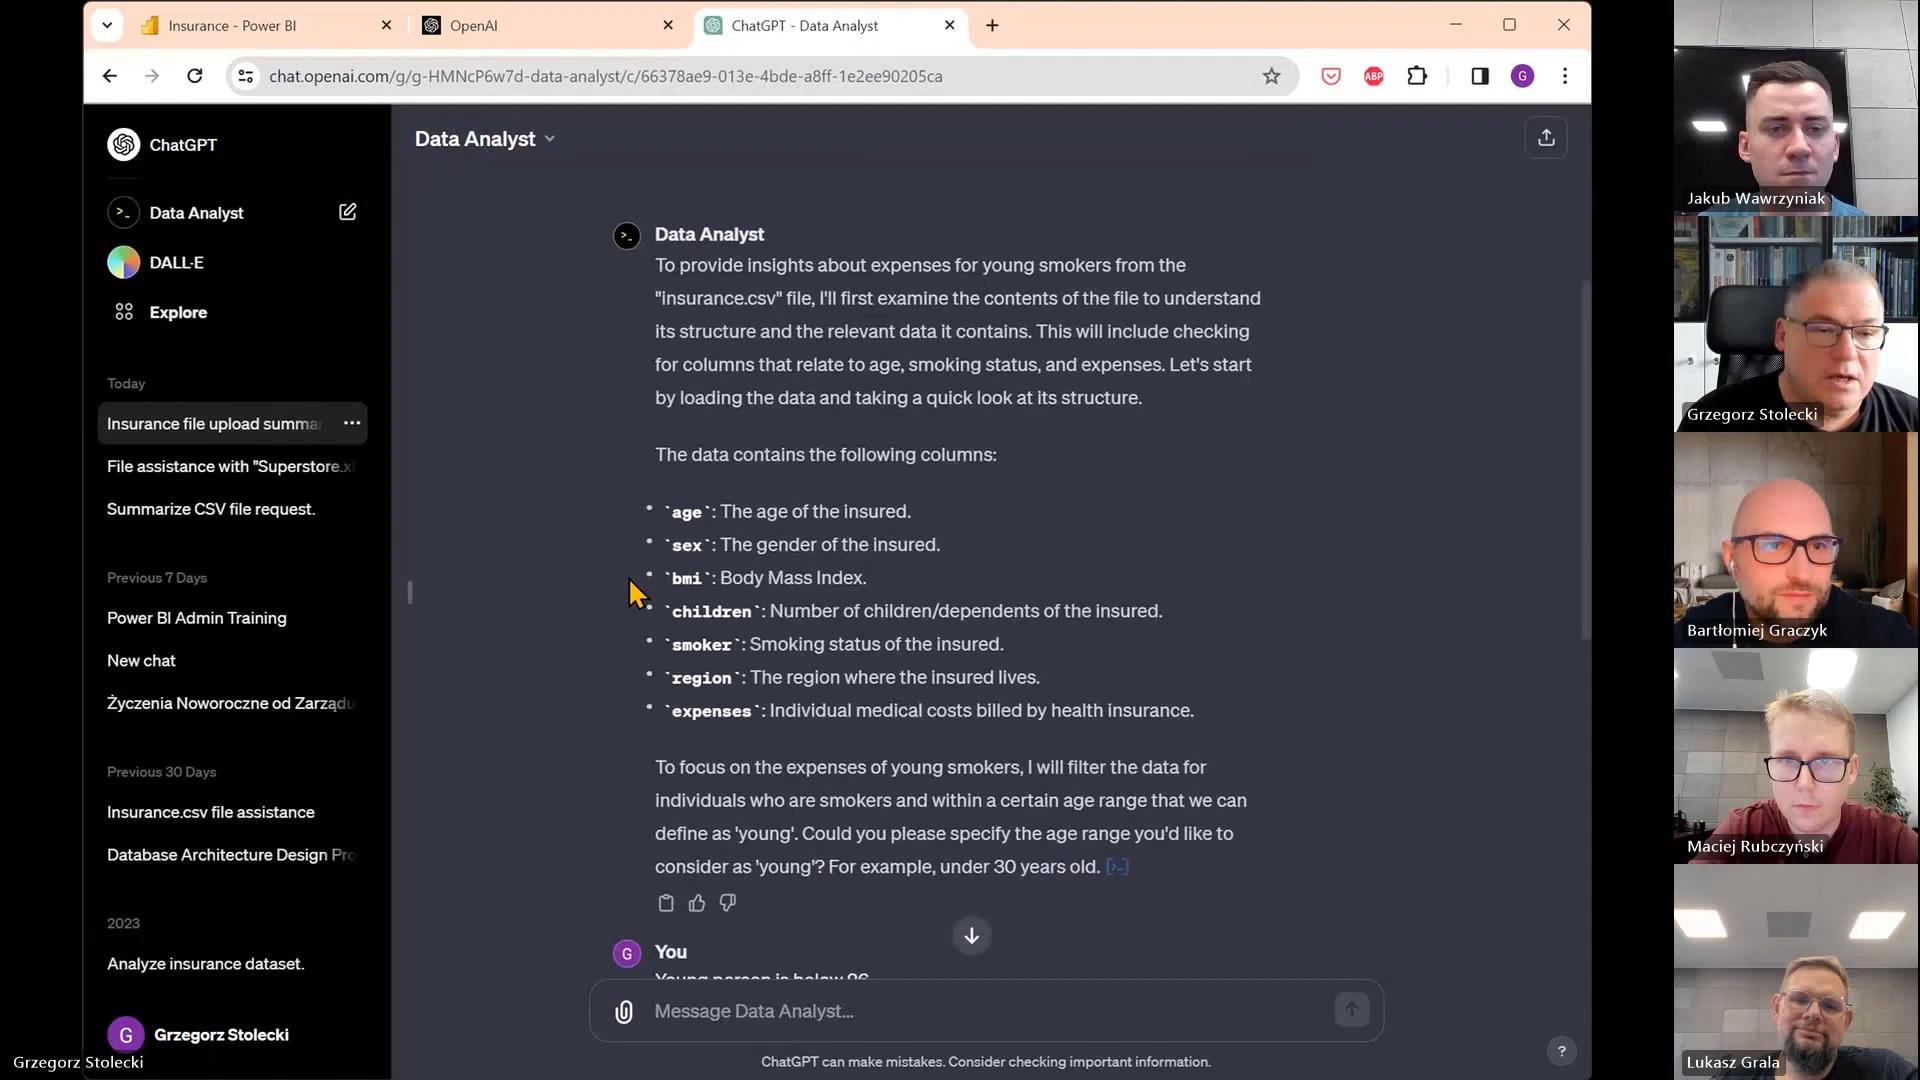 Insurance - Power BI
OpenAI
ChatGPT - Data Analyst
chat.openai.com/g/g-HMNcP6w7d-data-analyst/c/66378ae9-013e-4bde-a8ff-1e2ee90205ca
ABP
G
ChatGPT
Data Analyst
DALL·E
Explore
Today
Insurance file upload summa
File assistance with "Superstore.x
Summarize CSV file request.
Previous 7 Days
Power BI Admin Training
New chat
Życzenia Noworoczne od Zarządu
Previous 30 Days
Insurance.csv file assistance
Database Architecture Design Pro
2023
Analyze insurance dataset.
G
Grzegorz Stolecki
Grzegorz Stolecki
Data Analyst
Data Analyst
To provide insights about expenses for young smokers from the
"insurance.csv" file, I'll first examine the contents of the file to understand
its structure and the relevant data it contains. This will include checking
for columns that relate to age, smoking status, and expenses. Let's start
by loading the data and taking a quick look at its structure.
The data contains the following columns:
• `age`: The age of the insured.
• `sex`: The gender of the insured.
• `bmi`: Body Mass Index.
• `children`: Number of children/dependents of the insured.
• `smoker`: Smoking status of the insured.
• `region`: The region where the insured lives.
• `expenses`: Individual medical costs billed by health insurance.
To focus on the expenses of young smokers, I will filter the data for
individuals who are smokers and within a certain age range that we can
define as 'young'. Could you please specify the age range you'd like to
consider as 'young'? For example, under 30 years old. [>-]
G
You
Young person is below 26
Message Data Analyst...
ChatGPT can make mistakes. Consider checking important information.
?
Jakub Wawrzyniak
Grzegorz Stolecki
Bartłomiej Graczyk
Maciej Rubczyński
Lukasz Grala